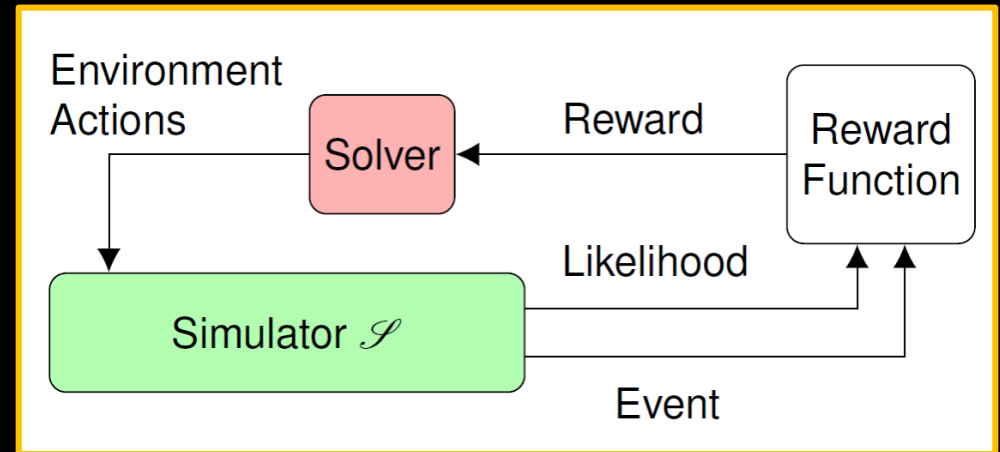 Environment
Actions
Solver
Reward
Reward
Function
Likelihood
Simulator 𝒮
Event